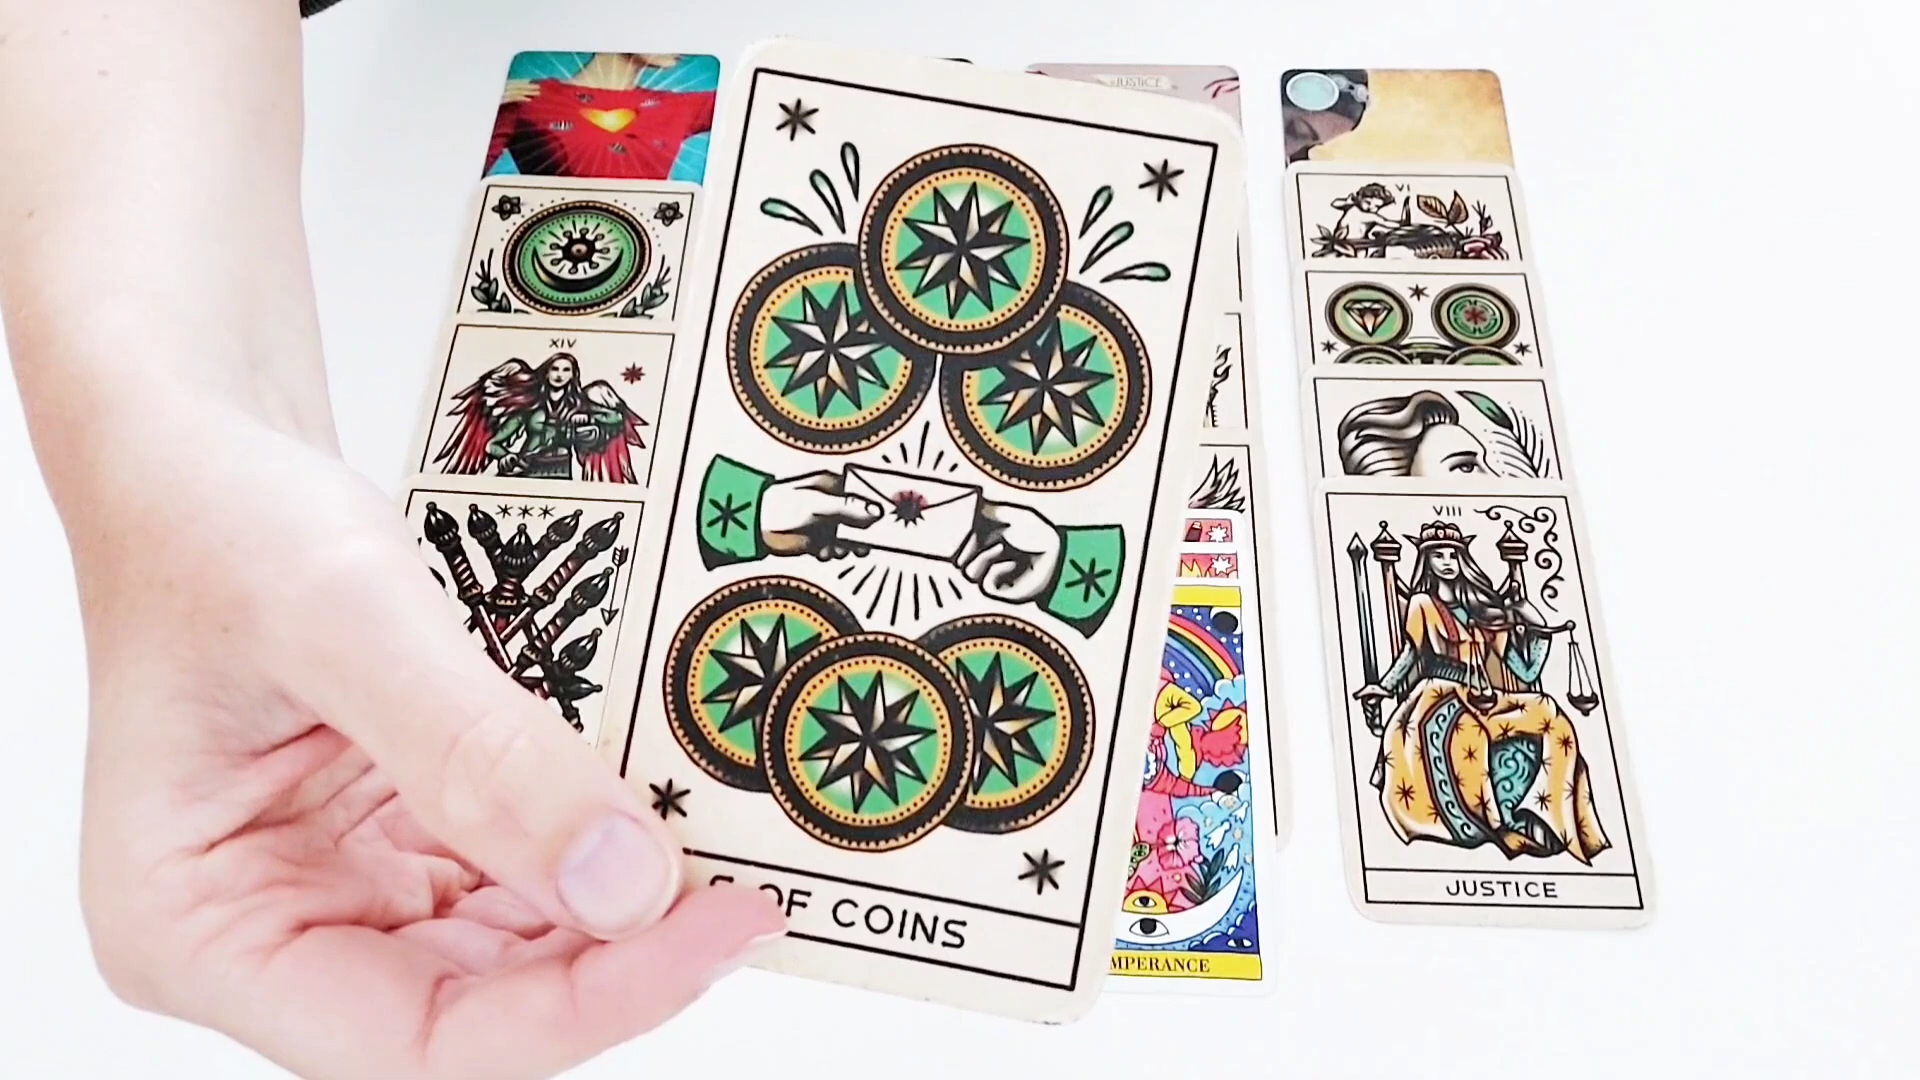 JUSTICE
VI
XIV
VIII
OF COINS
JUSTICE
MPERANCE